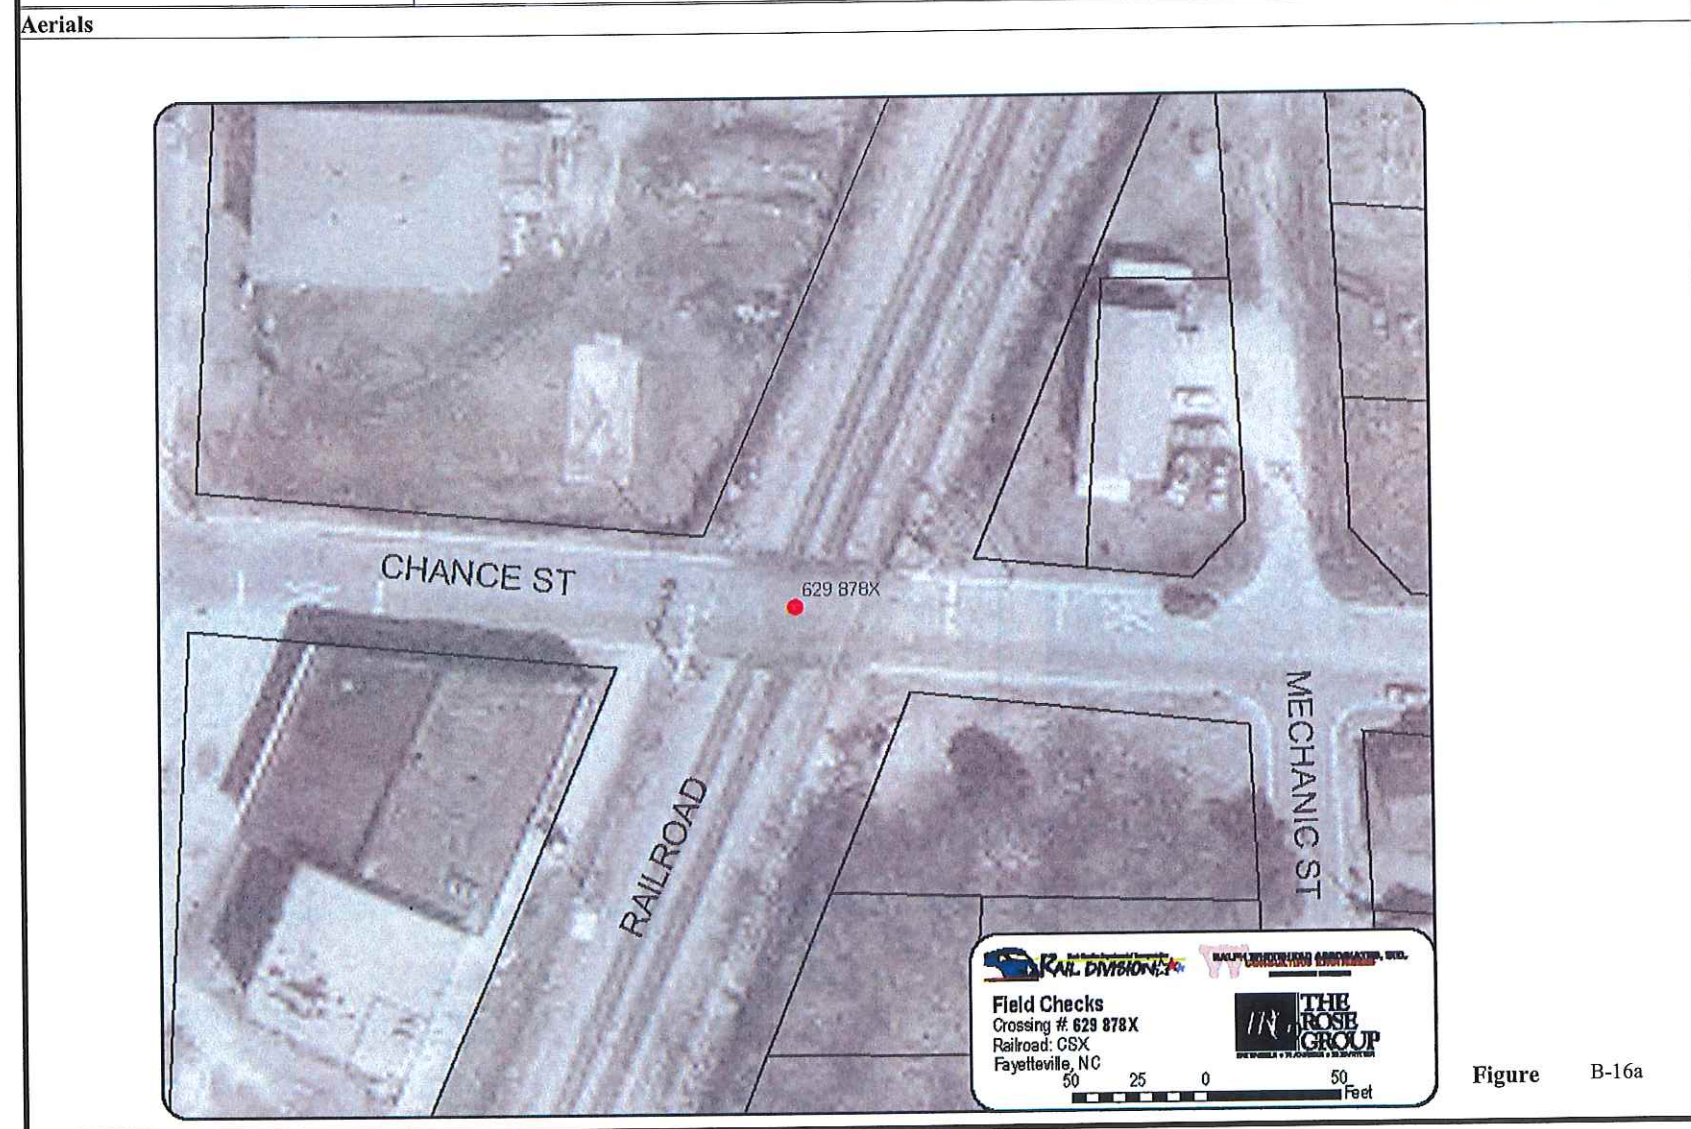 Aerials
CHANCE ST
629 878X
RAILROAD
MECHANIC ST
RAIL DIVISION
Field Checks
Crossing #: 629 878X
Railroad: CSX
Fayetteville, NC
THE
ROSE
GROUP
50 25 0 50
Feet
Figure B-16a